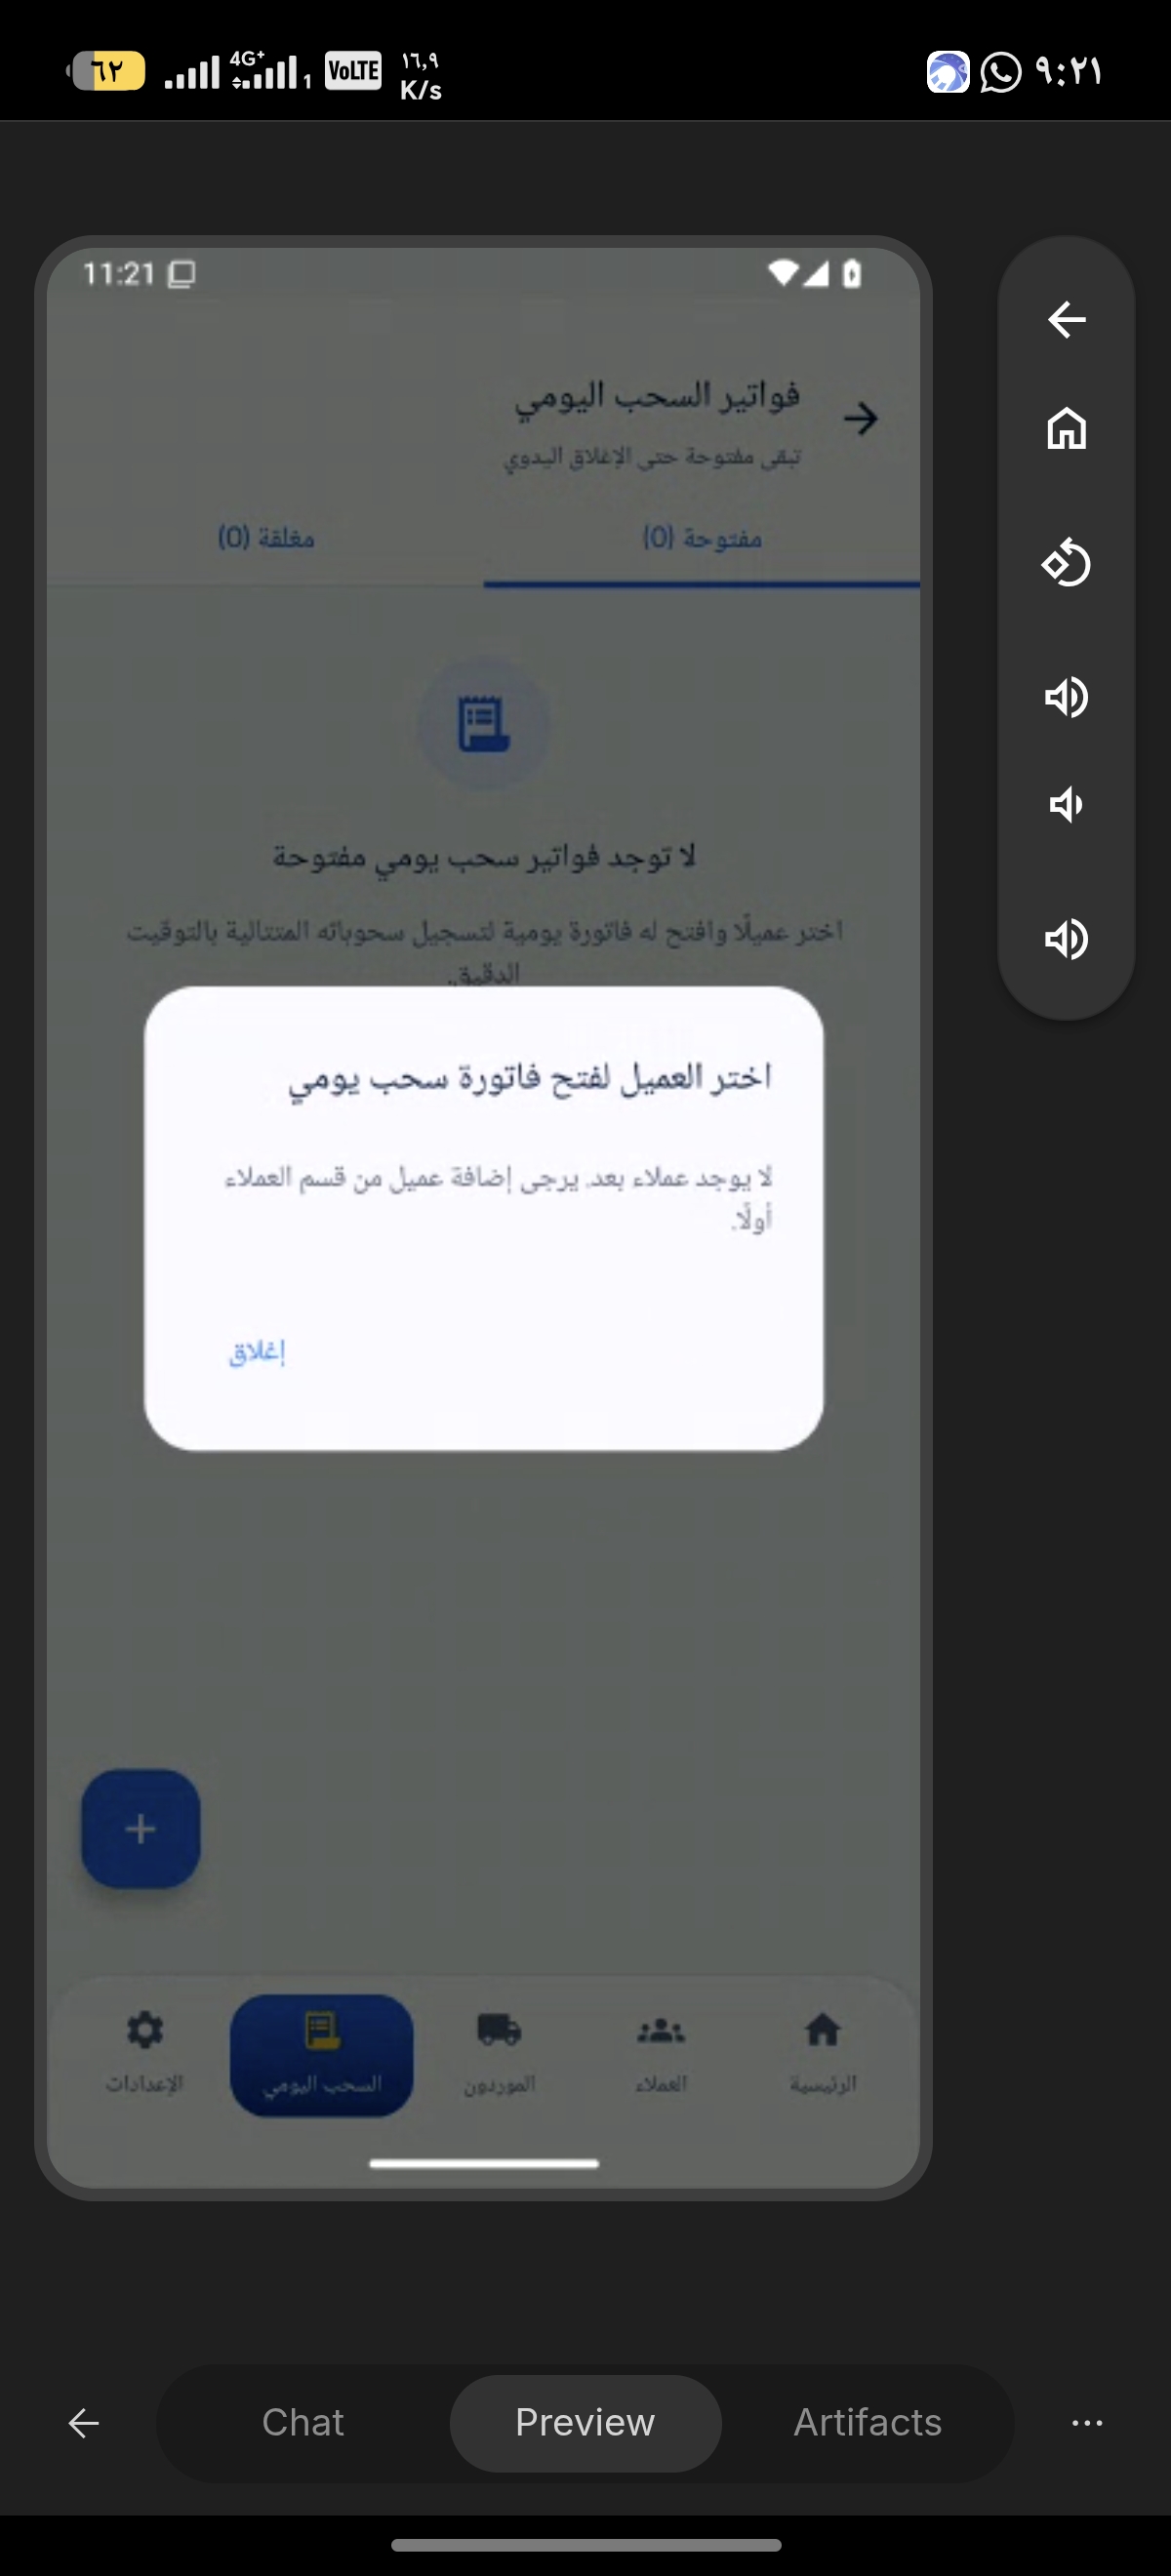 ٩:٢١
١٦,٩
K/s
VoLTE
4G+
1
٦٢
11:21
فواتير السحب اليومي
تبقى مفتوحة حتى الإغلاق اليدوي
مفتوحة (0)
مغلقة (0)
لا توجد فواتير سحب يومي مفتوحة
اختر عميلًا وافتح له فاتورة يومية لتسجيل سحوباته المتتالية بالتوقيت
الدقيق.
اختر العميل لفتح فاتورة سحب يومي
لا يوجد عملاء بعد. يرجى إضافة عميل من قسم العملاء
أولًا.
إغلاق
+
الرئيسية
العملاء
الموردون
السحب اليومي
الإعدادات
Chat
Preview
Artifacts